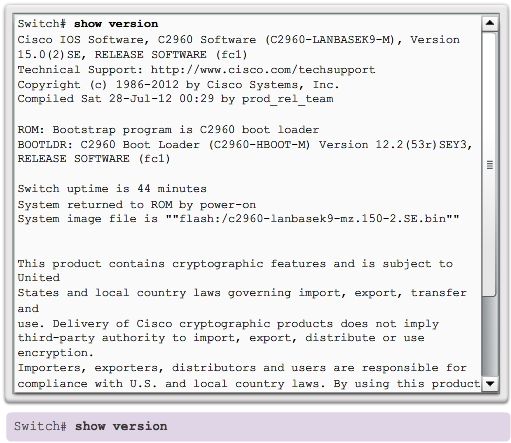 Switch# show version
Cisco IOS Software, C2960 Software (C2960-LANBASEK9-M), Version
15.0(2)SE, RELEASE SOFTWARE (fc1)
Technical Support: http://www.cisco.com/techsupport
Copyright (c) 1986-2012 by Cisco Systems, Inc.
Compiled Sat 28-Jul-12 00:29 by prod_rel_team
ROM: Bootstrap program is C2960 boot loader
BOOTLDR: C2960 Boot Loader (C2960-HBOOT-M) Version 12.2(53r)SEY3,
RELEASE SOFTWARE (fc1)
Switch uptime is 44 minutes
System returned to ROM by power-on
System image file is ""flash:/c2960-lanbasek9-mz.150-2.SE.bin""
This product contains cryptographic features and is subject to
United
States and local country laws governing import, export, transfer
and
use. Delivery of Cisco cryptographic products does not imply
third-party authority to import, export, distribute or use
encryption.
Importers, exporters, distributors and users are responsible for
compliance with U.S. and local country laws. By using this product
Switch# show version